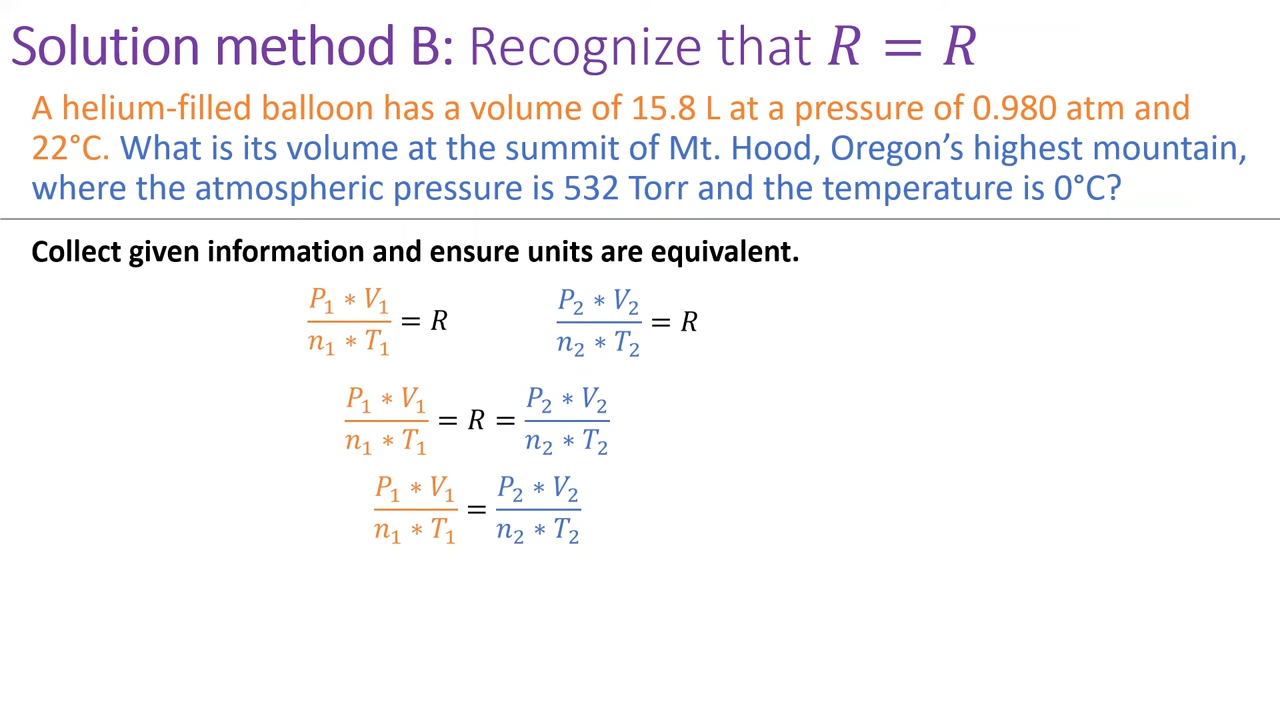 Solution method B: Recognize that R = R
A helium-filled balloon has a volume of 15.8 L at a pressure of 0.980 atm and
22°C. What is its volume at the summit of Mt. Hood, Oregon's highest mountain,
where the atmospheric pressure is 532 Torr and the temperature is 0°C?
Collect given information and ensure units are equivalent.
P₁ * V₁ / n₁ * T₁ = R    P₂ * V₂ / n₂ * T₂ = R
P₁ * V₁ / n₁ * T₁ = R = P₂ * V₂ / n₂ * T₂
P₁ * V₁ / n₁ * T₁ = P₂ * V₂ / n₂ * T₂